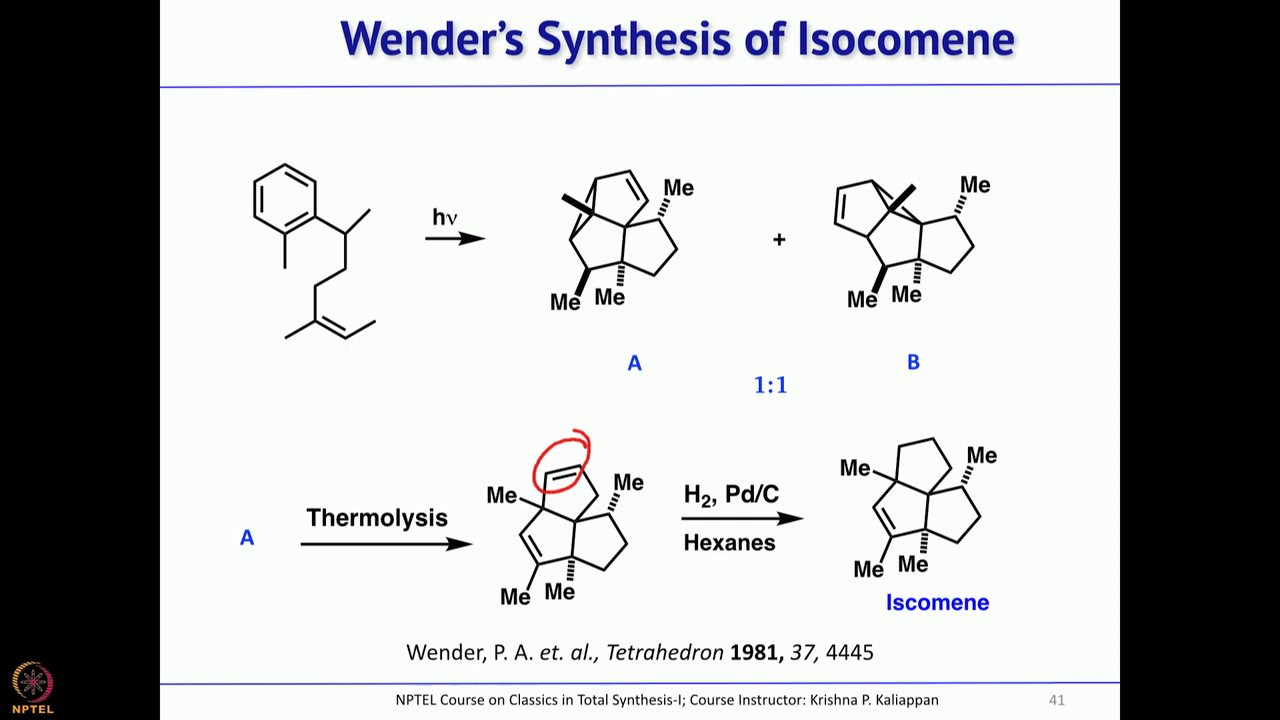 Wender's Synthesis of Isocomene
hν
Me
Me
+
Me Me
Me Me
A
B
1:1
Me
Me
Me
Me
H2, Pd/C
Thermolysis
A
Hexanes
Me Me
Me Me
Iscomene
Wender, P. A. et. al., Tetrahedron 1981, 37, 4445
NPTEL Course on Classics in Total Synthesis-I; Course Instructor: Krishna P. Kaliappan
41
NPTEL